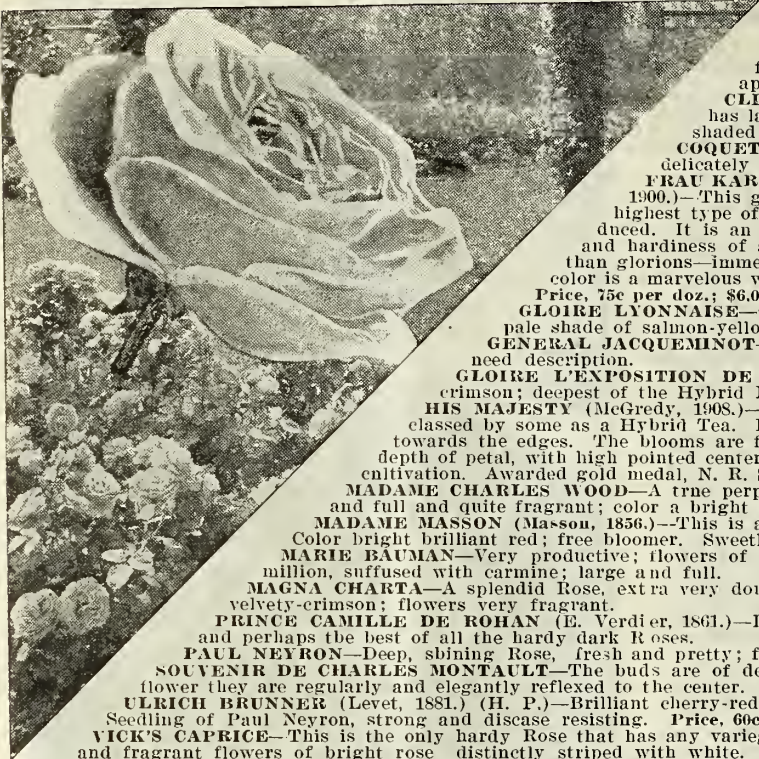 f
ap
CLI
has la
shaded
COQUET
delicately
FRAU KAR
1900.)—This g
highest type of
duced. It is an
and hardiness of a
than glorions—imme
color is a marvelous w
Price, 75c per doz.; $6.0
GLOIRE LYONNAISE—
pale shade of salmon-yello
GENERAL JACQUEMINOT—
need description.
GLOIRE L'EXPOSITION DE
crimson; deepest of the Hybrid
HIS MAJESTY (McGredy, 1908.)—
classed by some as a Hybrid Tea.
towards the edges. The blooms are f
depth of petal, with high pointed center
cnltivation. Awarded gold medal, N. R. S
MADAME CHARLES WOOD—A trne perp
and full and quite fragrant; color a bright
MADAME MASSON (Masson, 1856.)—This is a
Color bright brilliant red; free bloomer. Sweetl
MARIE BAUMAN—Very productive; flowers of
million, suffused with carmine; large and full.
MAGNA CHARTA—A splendid Rose, extra very dou
velvety-crimson; flowers very fragrant.
PRINCE CAMILLE DE ROHAN (E. Verdier, 1861.)—
and perhaps tbe best of all the hardy dark Roses.
PAUL NEYRON—Deep, sbining Rose, fresh and pretty; f
SOUVENIR DE CHARLES MONTAULT—The buds are of de
flower they are regularly and elegantly reflexed to the center.
ULRICH BRUNNER (Levet, 1881.) (H. P.)—Brilliant cherry-red
Seedling of Paul Neyron, strong and discase resisting. Price, 60c
VICK'S CAPRICE—This is the only hardy Rose that has any varieg
and fragrant flowers of bright rose distinctly striped with white.